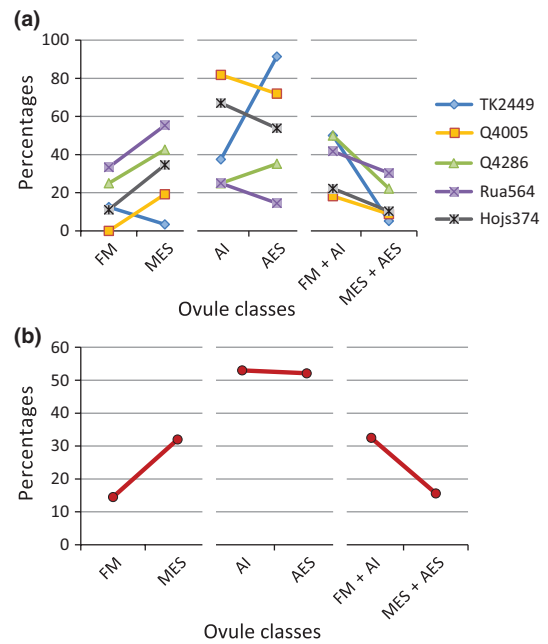 (a)
Percentages
100
80
60
40
20
0
FM
MES
AI
AES
FM + AI
MES + AES
Ovule classes
TK2449
Q4005
Q4286
Rua564
Hojs374
(b)
Percentages
60
50
40
30
20
10
0
FM
MES
AI
AES
FM + AI
MES + AES
Ovule classes